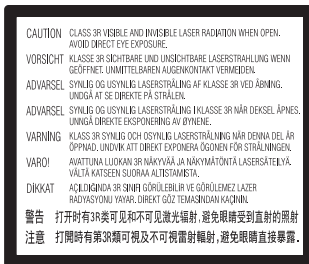 CAUTION CLASS 3R VISIBLE AND INVISIBLE LASER RADIATION WHEN OPEN.
AVOID DIRECT EYE EXPOSURE.
VORSICHT KLASSE 3R SICHTBARE UND UNSICHTBARE LASERSTRAHLUNG WENN
GEÖFFNET. UNMITTELBAREN AUGENKONTAKT VERMEIDEN.
ADVARSEL SYNLIG OG USYNLIG LASERSTRÅLING AF KLASSE 3R VED ÅBNING.
UNDGÅ AT SE DIREKTE PÅ STRÅLEN.
ADVARSEL SYNLIG OG USYNLIG LASERSTRÅLING I KLASSE 3R NÅR DEKSEL ÅPNES.
UNNGÅ DIREKTE EKSPONERING AV ØYNENE.
VARNING KLASS 3R SYNLIG OCH OSYNLIG LASERSTRÅLNING NÄR DENNA DEL ÄR
ÖPPNAD. UNDVIK ATT DIREKT EXPONERA ÖGONEN FÖR STRÅLNINGEN.
VARO! AVATTUNA LUOKAN 3R NÄKYVÄÄ JA NÄKYMÄTÖNTÄ LASERSÄTEILYÄ.
VÄLTÄ KATSEEN SUORAA ALTISTAMISTA.
DİKKAT AÇILDIĞINDA 3R SINIFI GÖRÜLEBİLİR VE GÖRÜLEMEZ LAZER
RADYASYONU YAYAR. DİREKT GÖZ TEMASINDAN KAÇININ.
警告 打开时有3R类可见和不可见激光辐射,避免眼睛受到直射的照射
注意 打開時有第3R類可視及不可視雷射輻射,避免眼睛直接暴露.